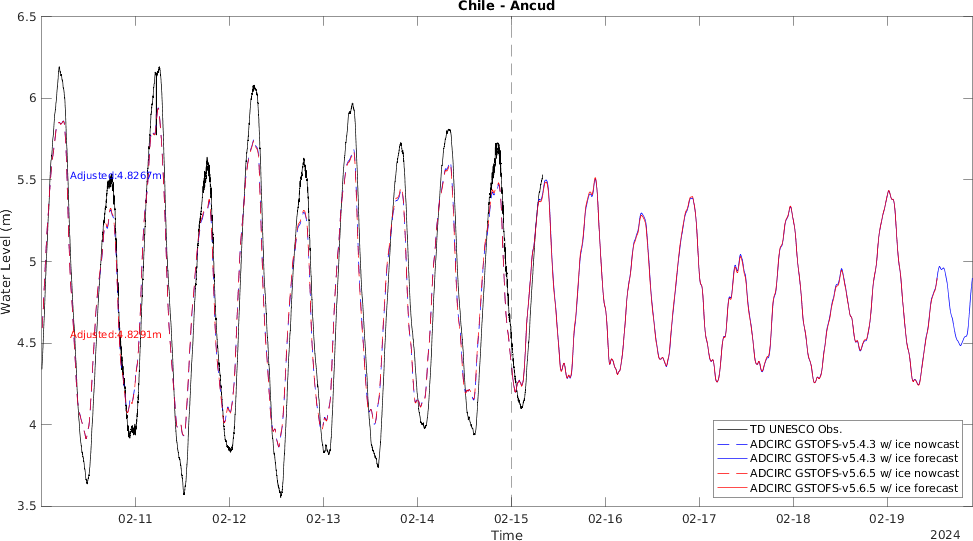 Chile - Ancud
6.5
6
5.5
5
4.5
4
3.5
Water Level (m)
Adjusted:4.8267m
Adjusted:4.8291m
TD UNESCO Obs.
ADCIRC GSTOFS-v5.4.3 w/ ice nowcast
ADCIRC GSTOFS-v5.4.3 w/ ice forecast
ADCIRC GSTOFS-v5.6.5 w/ ice nowcast
ADCIRC GSTOFS-v5.6.5 w/ ice forecast
02-11 02-12 02-13 02-14 02-15 02-16 02-17 02-18 02-19
Time
2024